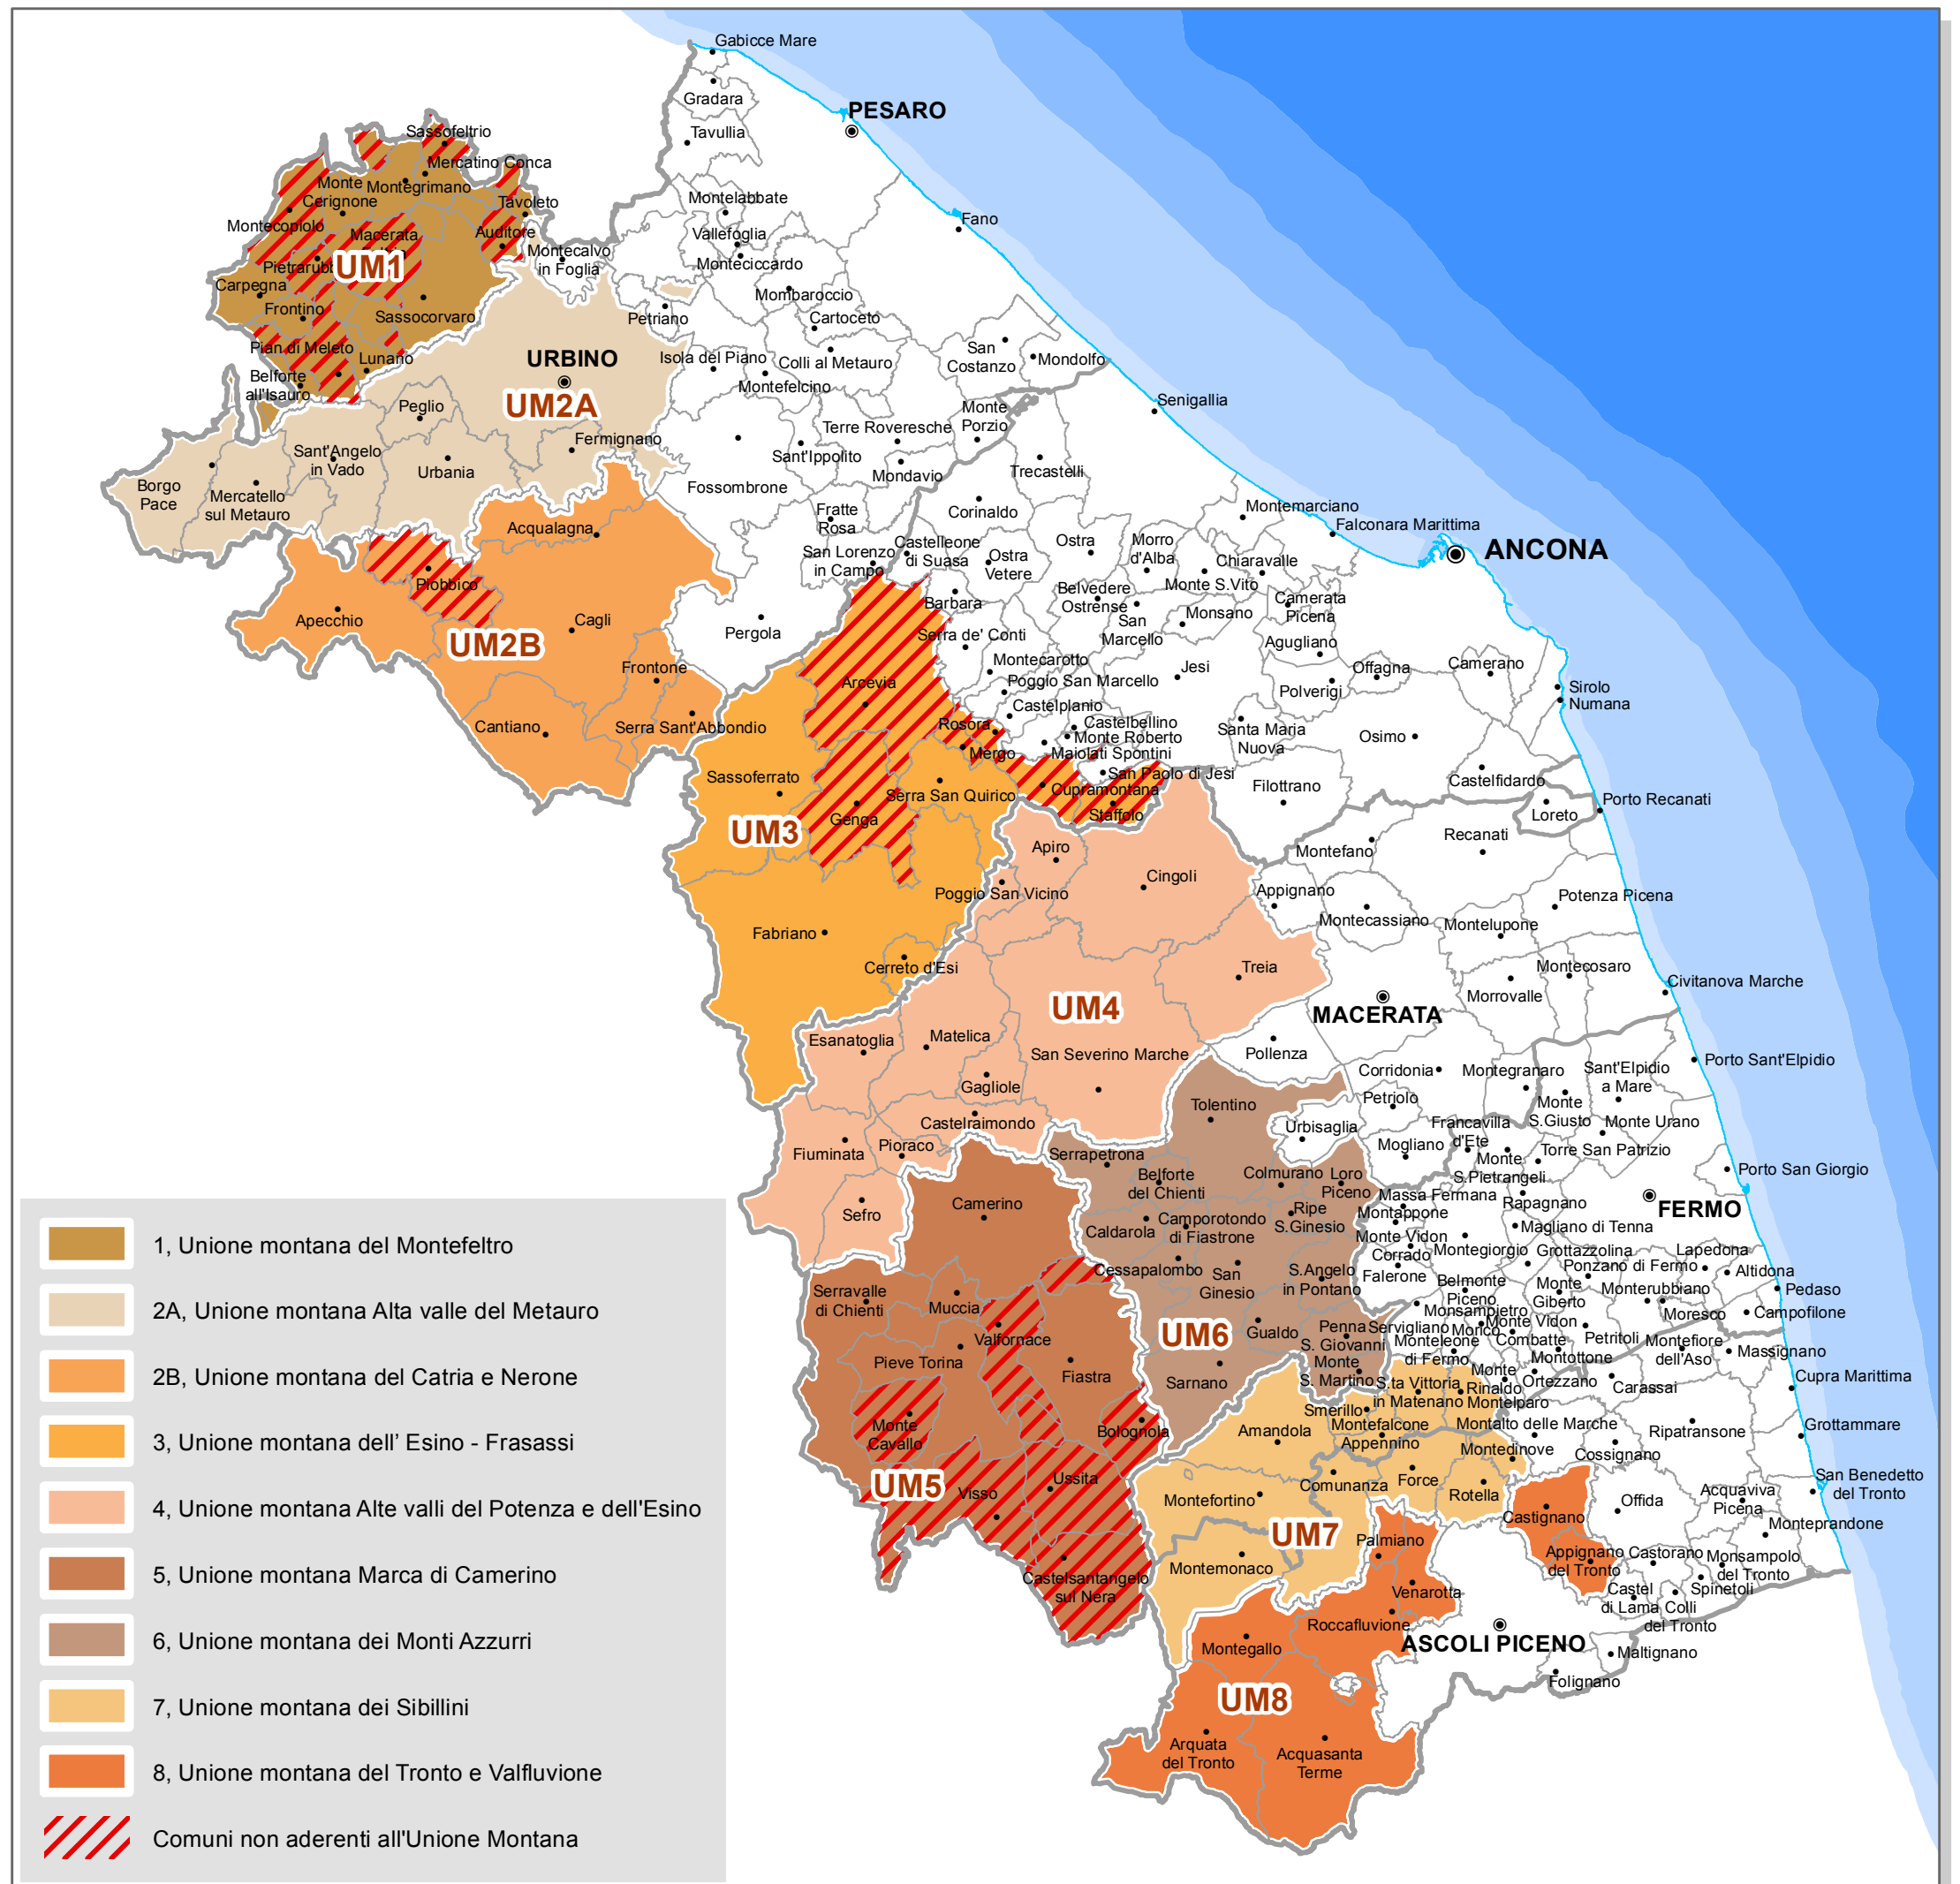 Gabicce Mare
Gradara
PESARO
Tavullia
Sassofeltrio
Mercatino Conca
Monte
Cerignone
Montegrimano
Tavoleto
Montecopiolo
Macerata
Auditore
Pietrarubb
UM1
Montecalvo
in Foglia
Carpegna
Frontino
Sassocorvaro
Pian di Meleto
Lunano
Belforte
all'Isauro
Montelabbate
Vallefoglia
Monteciccardo
Fano
Mombaroccio
Petriano
Cartoceto
Isola del Piano
Colli al Metauro
Montefelcino
San
Costanzo
Mondolfo
URBINO
UM2A
Peglio
Fermignano
Sant'Angelo
in Vado
Urbania
Borgo
Pace
Mercatello
sul Metauro
Monte
Porzio
Terre Roveresche
Sant'Ippolito
Mondavio
Senigallia
Trecastelli
Fossombrone
Corinaldo
Fratte
Rosa
Acqualagna
San Lorenzo
in Campo
Castelleone
di Suasa
Ostra
Vetere
Ostra
Morro
d'Alba
Montemarciano
Falconara Marittima
ANCONA
Chiaravalle
Monte S.Vito
Piobbico
Apecchio
Cagli
UM2B
Pergola
Barbara
Belvedere
Ostrense
San
Marcello
Monsano
Camerata
Picena
Agugliano
Serra de' Conti
Montecarotto
Poggio San Marcello
Jesi
Offagna
Camerano
Polverigi
Sirolo
Numana
Frontone
Arcevia
Castelplanio
Castelbellino
Monte Roberto
Maiolati Spontini
Rosora
Mergo
Santa Maria
Nuova
Osimo
Cantiano
Serra Sant'Abbondio
Sassoferrato
San Paolo di Jesi
Cupramontana
Staffolo
Serra San Quirico
Filottrano
Castelfidardo
Porto Recanati
Loreto
UM3
Genga
Apiro
Cingoli
Poggio San Vicino
Montefano
Recanati
Appignano
Montecassiano
Potenza Picena
Montelupone
Fabriano
Cerreto d'Esi
Treia
Montecosaro
Morrovalle
Civitanova Marche
UM4
MACERATA
Esanatoglia
Matelica
San Severino Marche
Pollenza
Gagliole
Castelraimondo
Corridonia
Montegranaro
Sant'Elpidio
a Mare
Porto Sant'Elpidio
Tolentino
Petriolo
Urbisaglia
Monte
S.Giusto
Monte Urano
Francavilla
d'Ete
Mogliano
Fiuminata
Pioraco
Serrapetrona
Monte
S.Pietrangeli
Torre San Patrizio
Porto San Giorgio
Belforte
del Chienti
Colmurano
Loro
Piceno
Massa Fermana
Rapagnano
FERMO
Camerino
Sefro
Ripe
S.Ginesio
Montappone
Magliano di Tenna
Caldarola
Camporotondo
di Fiastrone
Monte Vidon
Corrado
Montegiorgio
Grottazzolina
Ponzano di Fermo
Lapedona
Altidona
Cessapalombo
San
Ginesio
S.Angelo
in Pontano
Falerone
Belmonte
Piceno
Monte
Giberto
Monterubbiano
Moresco
Pedaso
Campofilone
Serravalle
di Chienti
Muccia
Valfornace
UM6
Gualdo
Penna
S. Giovanni
Servigliano
Monsampietro
Morico
Monte Vidon
Combatte
Petritoli
Montefiore
dell'Aso
Massignano
Monteleone
di Fermo
Montottone
Pieve Torina
Fiastra
Sarnano
Monte
S. Martino
Monte
Rinaldo
Ortezzano
Carassai
Cupra Marittima
S.ta Vittoria
in Matenano
Montelparo
Smerillo
Montefalcone
Appennino
Montalto delle Marche
Ripatransone
Grottammare
Monte
Cavallo
Bolognola
Amandola
Montedinove
Cossignano
UM5
Ussita
Visso
Montefortino
Comunanza
Force
Rotella
Offida
Acquaviva
Picena
San Benedetto
del Tronto
Castignano
Monteprandone
UM7
Palmiano
Montemonaco
Appignano
del Tronto
Castorano
Monsampolo
del Tronto
Castelsantangelo
sul Nera
Venarotta
Castel
di Lama
Colli
del Tronto
Spinetoli
Roccafluvione
Montegallo
ASCOLI PICENO
Maltignano
Folignano
UM8
Arquata
del Tronto
Acquasanta
Terme
1, Unione montana del Montefeltro
2A, Unione montana Alta valle del Metauro
2B, Unione montana del Catria e Nerone
3, Unione montana dell' Esino - Frasassi
4, Unione montana Alte valli del Potenza e dell'Esino
5, Unione montana Marca di Camerino
6, Unione montana dei Monti Azzurri
7, Unione montana dei Sibillini
8, Unione montana del Tronto e Valfluvione
Comuni non aderenti all'Unione Montana